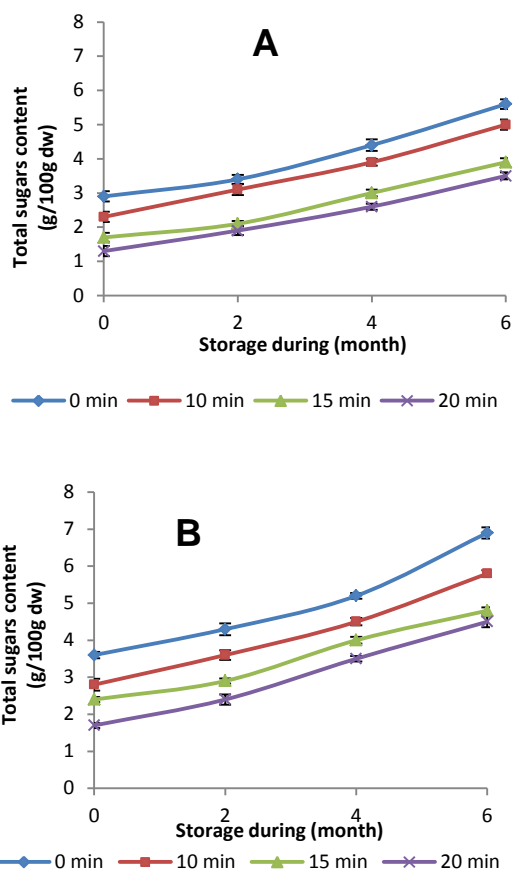 A
Total sugars content
(g/100g dw)
8
7
6
5
4
3
2
1
0
0 2 4 6
Storage during (month)
0 min 10 min 15 min 20 min
B
Total sugars content
(g/100g dw)
8
7
6
5
4
3
2
1
0
0 2 4 6
Storage during (month)
0 min 10 min 15 min 20 min